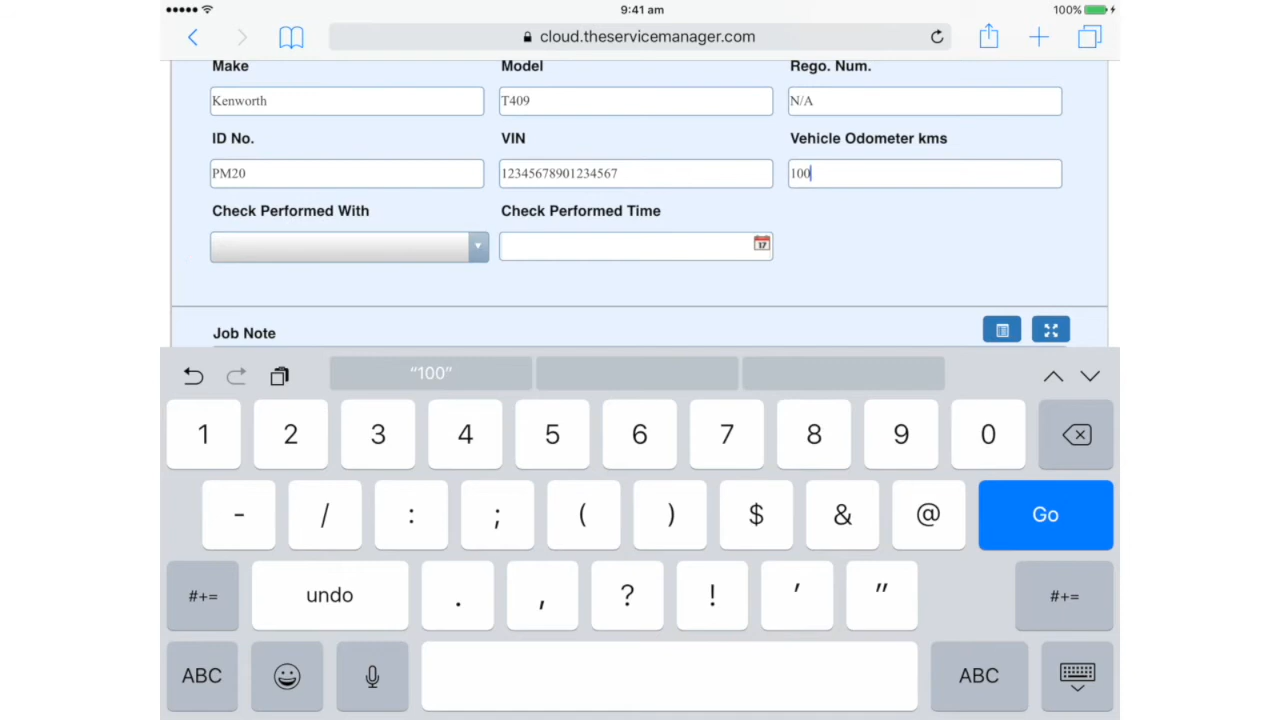 9:41 am
100%
cloud.theservicemanager.com
Make Model Rego. Num.
Kenworth T409 N/A
ID No. VIN Vehicle Odometer kms
PM20 12345678901234567 100
Check Performed With Check Performed Time
17
Job Note
“100”
1 2 3 4 5 6 7 8 9 0
- / : ; ( ) $ & @ Go
#+= undo . , ? ! ' " #+=
ABC ABC